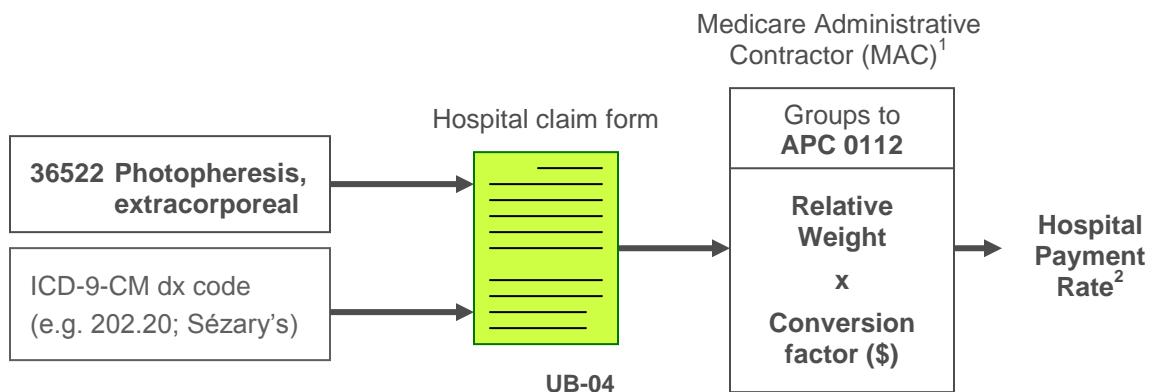 Medicare Administrative
Contractor (MAC)1
Hospital claim form
36522 Photopheresis,
extracorporeal
ICD-9-CM dx code
(e.g. 202.20; Sézary's)
UB-04
Groups to
APC 0112
Relative
Weight
x
Conversion
factor ($)
Hospital
Payment
Rate2